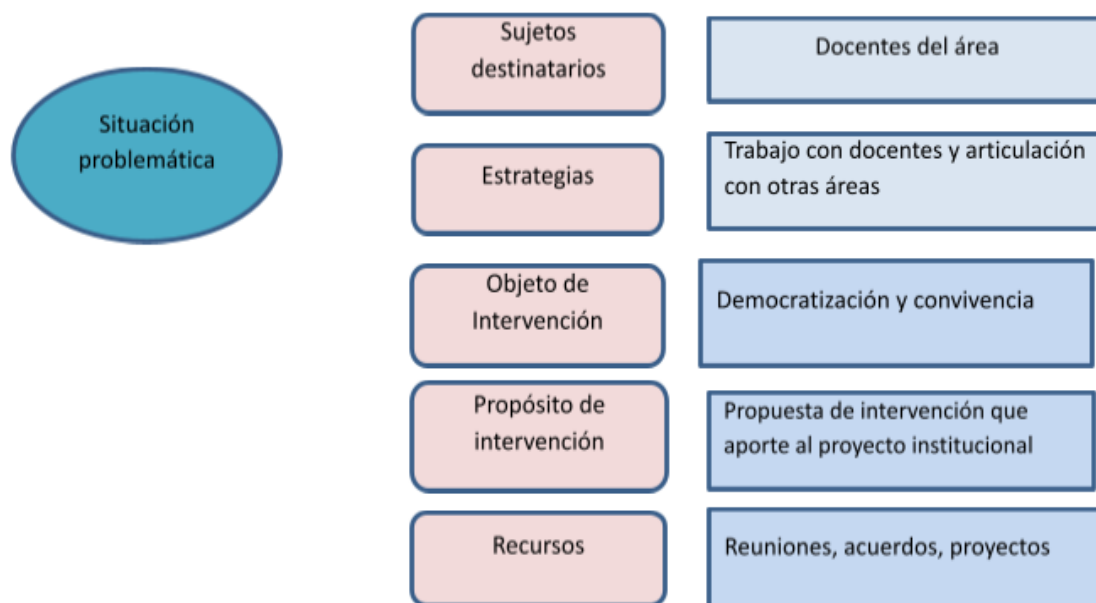 Situación
problemática
Sujetos
destinatarios
Docentes del área
Estrategias
Trabajo con docentes y articulación
con otras áreas
Objeto de
Intervención
Democratización y convivencia
Propósito de
intervención
Propuesta de intervención que
aporte al proyecto institucional
Recursos
Reuniones, acuerdos, proyectos